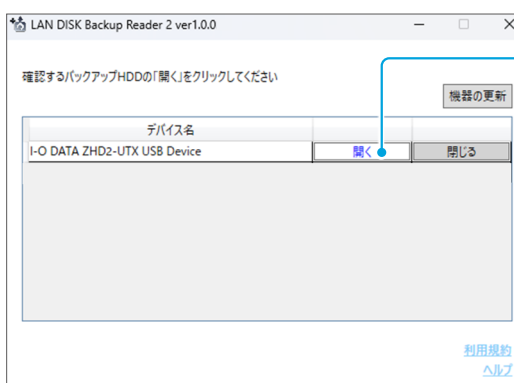 LAN DISK Backup Reader 2 ver1.0.0
確認するバックアップHDDの「開く」をクリックしてください
機器の更新
デバイス名
I-O DATA ZHD2-UTX USB Device 開く 閉じる
利用規約
ヘルプ